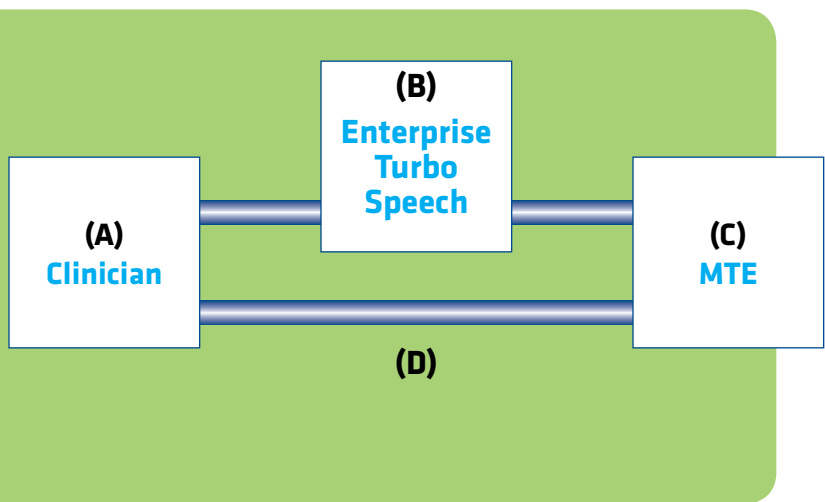 (B)
Enterprise
Turbo
Speech
(A)
Clinician
(C)
MTE
(D)